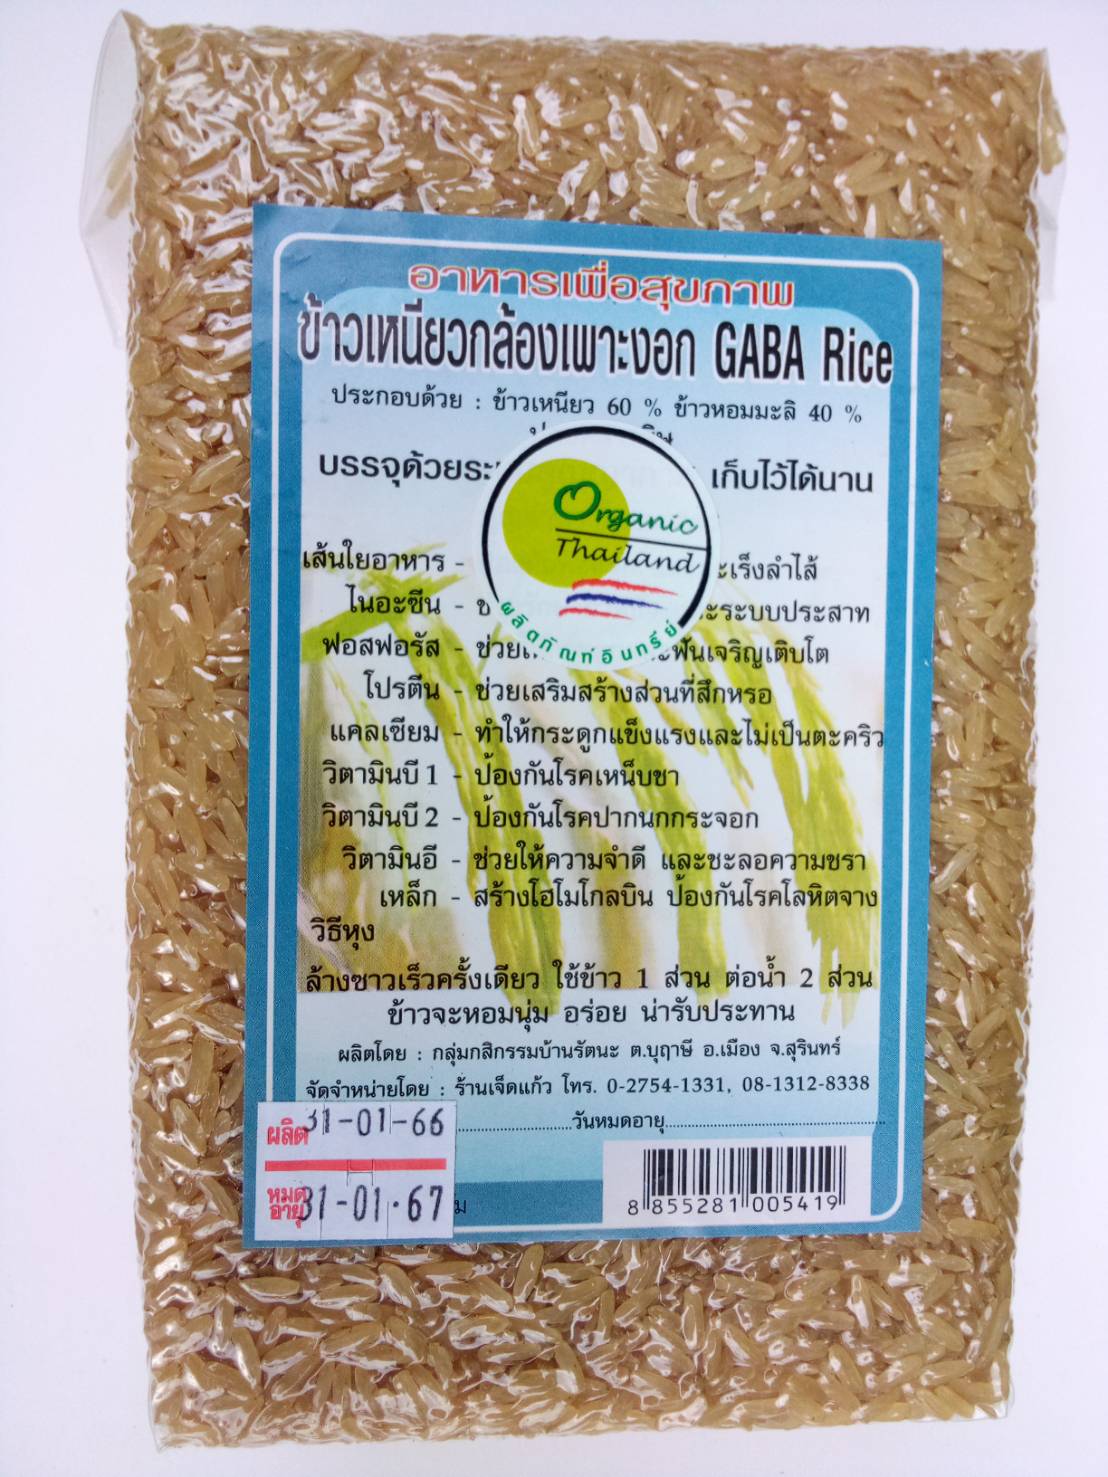 อาหารเพื่อสุขภาพ
ข้าวเหนียวกล้องเพาะงอก GABA Rice
ประกอบด้วย : ข้าวเหนียว 60 % ข้าวหอมมะลิ 40 %
บรรจุด้วย เก็บไว้ได้นาน
Organic
Thailand
ผลิตภัณฑ์อินทรีย์
เส้นใยอาหาร - ะเร็งลำไส้
ไนอะซีน - ะระบบประสาท
ฟอสฟอรัส - ช่วยเ ะฟันเจริญเติบโต
โปรตีน - ช่วยเสริมสร้างส่วนที่สึกหรอ
แคลเซียม - ทำให้กระดูกแข็งแรงและไม่เป็นตะคริว
วิตามินบี 1 - ป้องกันโรคเหน็บชา
วิตามินบี 2 - ป้องกันโรคปากนกกระจอก
วิตามินอี - ช่วยให้ความจำดี และชะลอความชรา
เหล็ก - สร้างโฮโมโกลบิน ป้องกันโรคโลหิตจาง
วิธีหุง
ล้างซาวเร็วครั้งเดียว ใช้ข้าว 1 ส่วน ต่อน้ำ 2 ส่วน
ข้าวจะหอมนุ่ม อร่อย น่ารับประทาน
ผลิตโดย : กลุ่มกสิกรรมบ้านรัตนะ ต.บุฤาษี อ.เมือง จ.สุรินทร์
จัดจำหน่ายโดย : ร้านเจ็ดแก้ว โทร. 0-2754-1331, 08-1312-8338
วันหมดอายุ
ผลิต 31-01-66
หมดอายุ 31-01-67
8 855281 005419